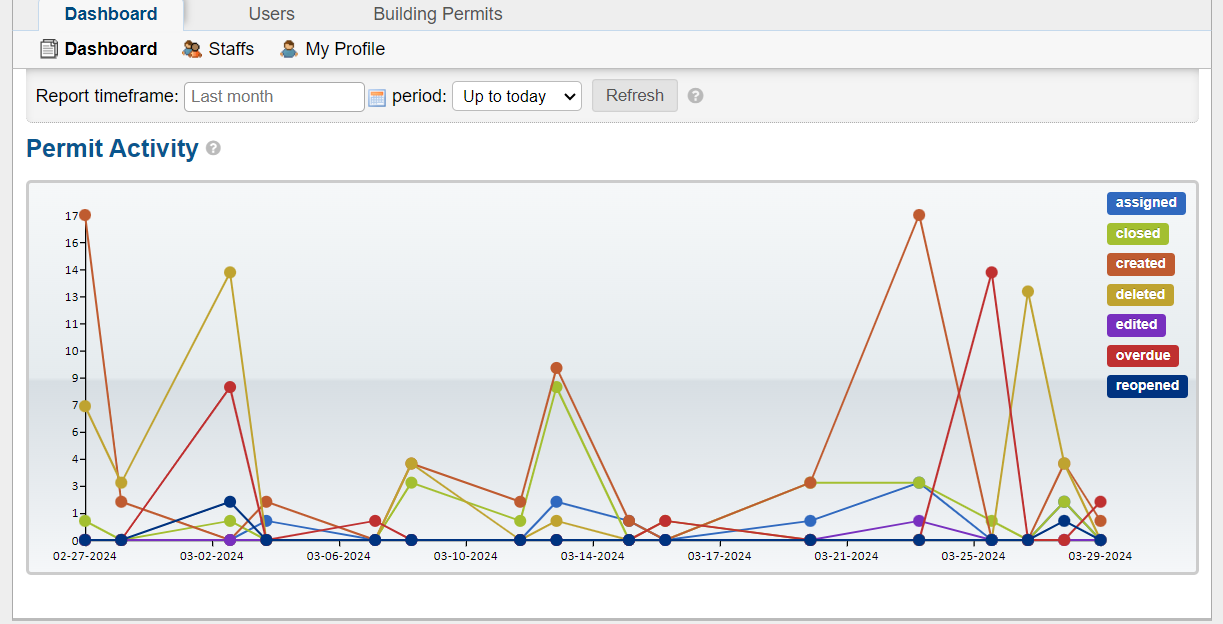 Dashboard Users Building Permits
Dashboard Staffs My Profile
Report timeframe: Last month period: Up to today Refresh ?
Permit Activity ?
17
16
14
13
11
10
9
7
6
4
3
1
0
02-27-2024 03-02-2024 03-06-2024 03-10-2024 03-14-2024 03-17-2024 03-21-2024 03-25-2024 03-29-2024
assigned
closed
created
deleted
edited
overdue
reopened